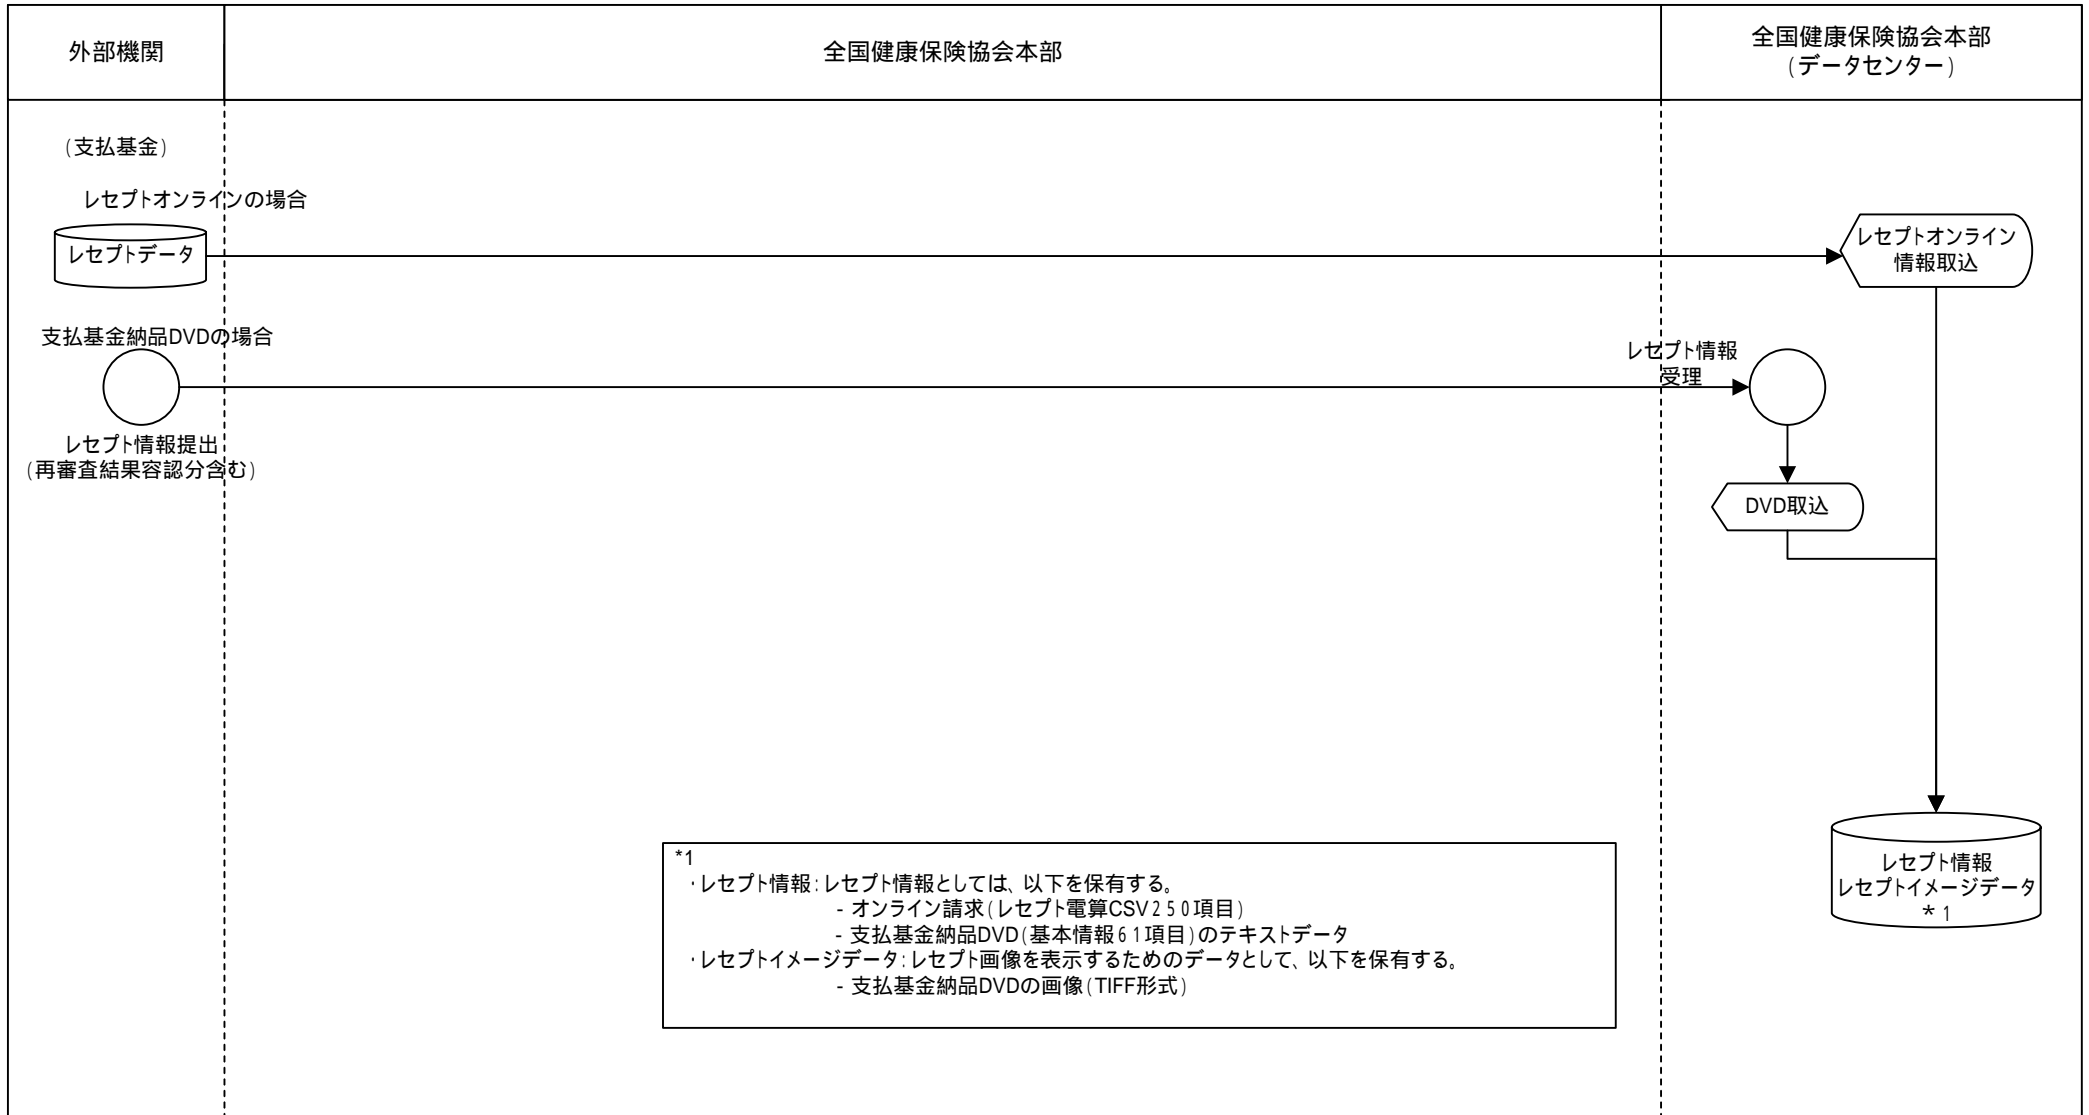 外部機関
全国健康保険協会本部
全国健康保険協会本部
(データセンター)
(支払基金)
レセプトオンラインの場合
レセプトデータ
レセプトオンライン
情報取込
支払基金納品DVDの場合
レセプト情報
受理
レセプト情報提出
(再審査結果容認分含む)
DVD取込
レセプト情報
レセプトイメージデータ
＊1
*1
・レセプト情報:レセプト情報としては、以下を保有する。
- オンライン請求(レセプト電算CSV２５０項目)
- 支払基金納品DVD(基本情報６１項目)のテキストデータ
・レセプトイメージデータ:レセプト画像を表示するためのデータとして、以下を保有する。
- 支払基金納品DVDの画像(TIFF形式)